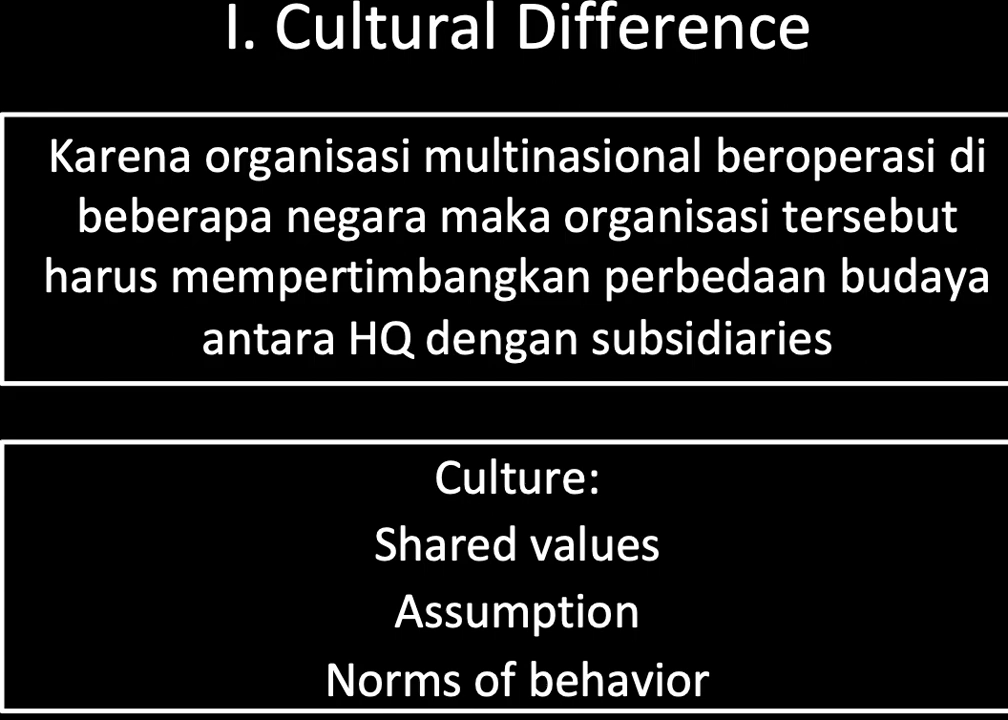 I. Cultural Difference
Karena organisasi multinasional beroperasi di
beberapa negara maka organisasi tersebut
harus mempertimbangkan perbedaan budaya
antara HQ dengan subsidiaries
Culture:
Shared values
Assumption
Norms of behavior